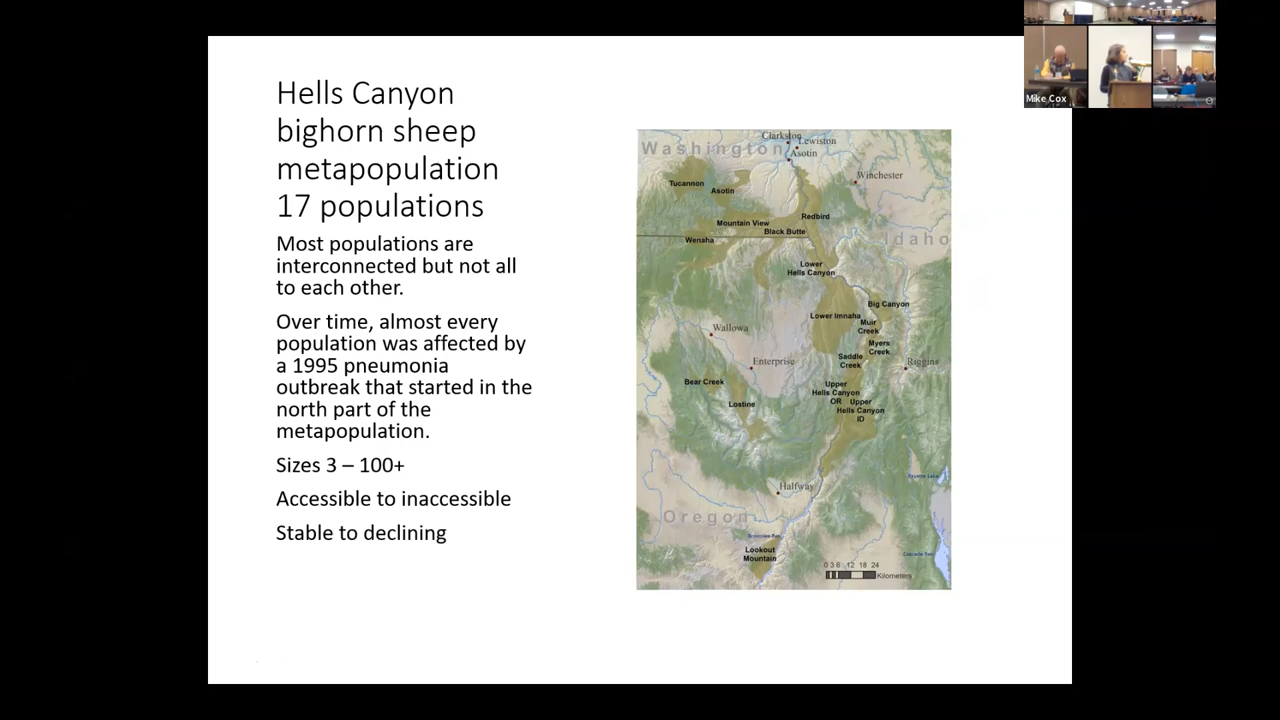 Hells Canyon
bighorn sheep
metapopulation
17 populations
Most populations are
interconnected but not all
to each other.
Over time, almost every
population was affected by
a 1995 pneumonia
outbreak that started in the
north part of the
metapopulation.
Sizes 3 – 100+
Accessible to inaccessible
Stable to declining
Clarkston
Lewiston
Washington
Asotin
Winchester
Tucannon
Asotin
Redbird
Mountain View
Black Butte
Wenaha
Idaho
Lower
Hells Canyon
Big Canyon
Lower Imnaha
Muir
Creek
Wallowa
Myers
Creek
Saddle
Creek
Enterprise
Riggins
Bear Creek
Upper
Hells Canyon
OR
Upper
Hells Canyon
ID
Lostine
Halfway
Oregon
Lookout
Mountain
0 3 6 12 18 24
Kilometers
Mike Cox